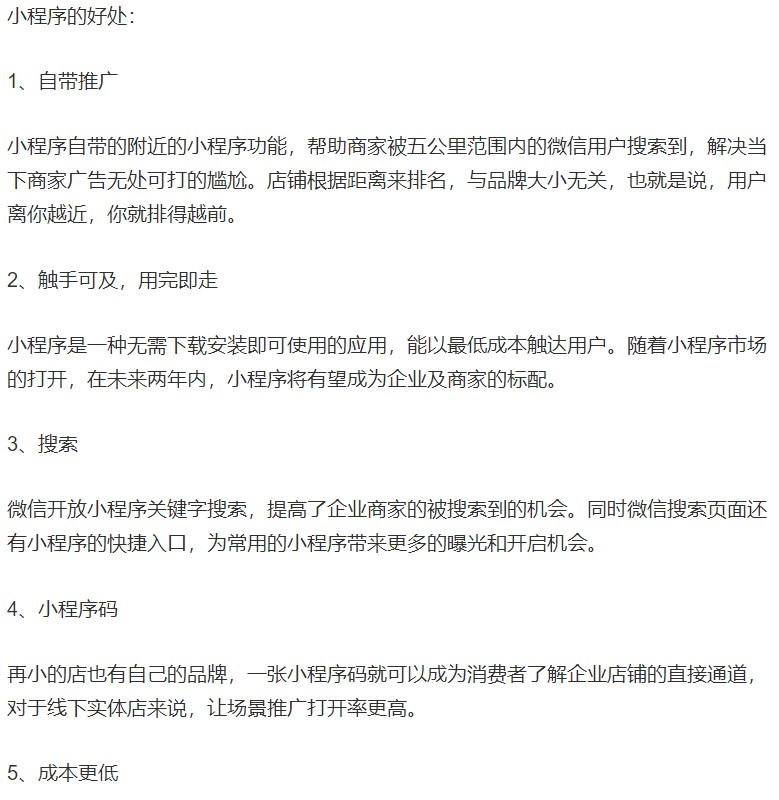 小程序的好处：
1、自带推广
小程序自带的附近的小程序功能，帮助商家被五公里范围内的微信用户搜索到，解决当
下商家广告无处可打的尴尬。店铺根据距离来排名，与品牌大小无关，也就是说，用户
离你越近，你就排得越前。
2、触手可及，用完即走
小程序是一种无需下载安装即可使用的应用，能以最低成本触达用户。随着小程序市场
的打开，在未来两年内，小程序将有望成为企业及商家的标配。
3、搜索
微信开放小程序关键字搜索，提高了企业商家的被搜索到的机会。同时微信搜索页面还
有小程序的快捷入口，为常用的小程序带来更多的曝光和开启机会。
4、小程序码
再小的店也有自己的品牌，一张小程序码就可以成为消费者了解企业店铺的直接通道，
对于线下实体店来说，让场景推广打开率更高。
5、成本更低